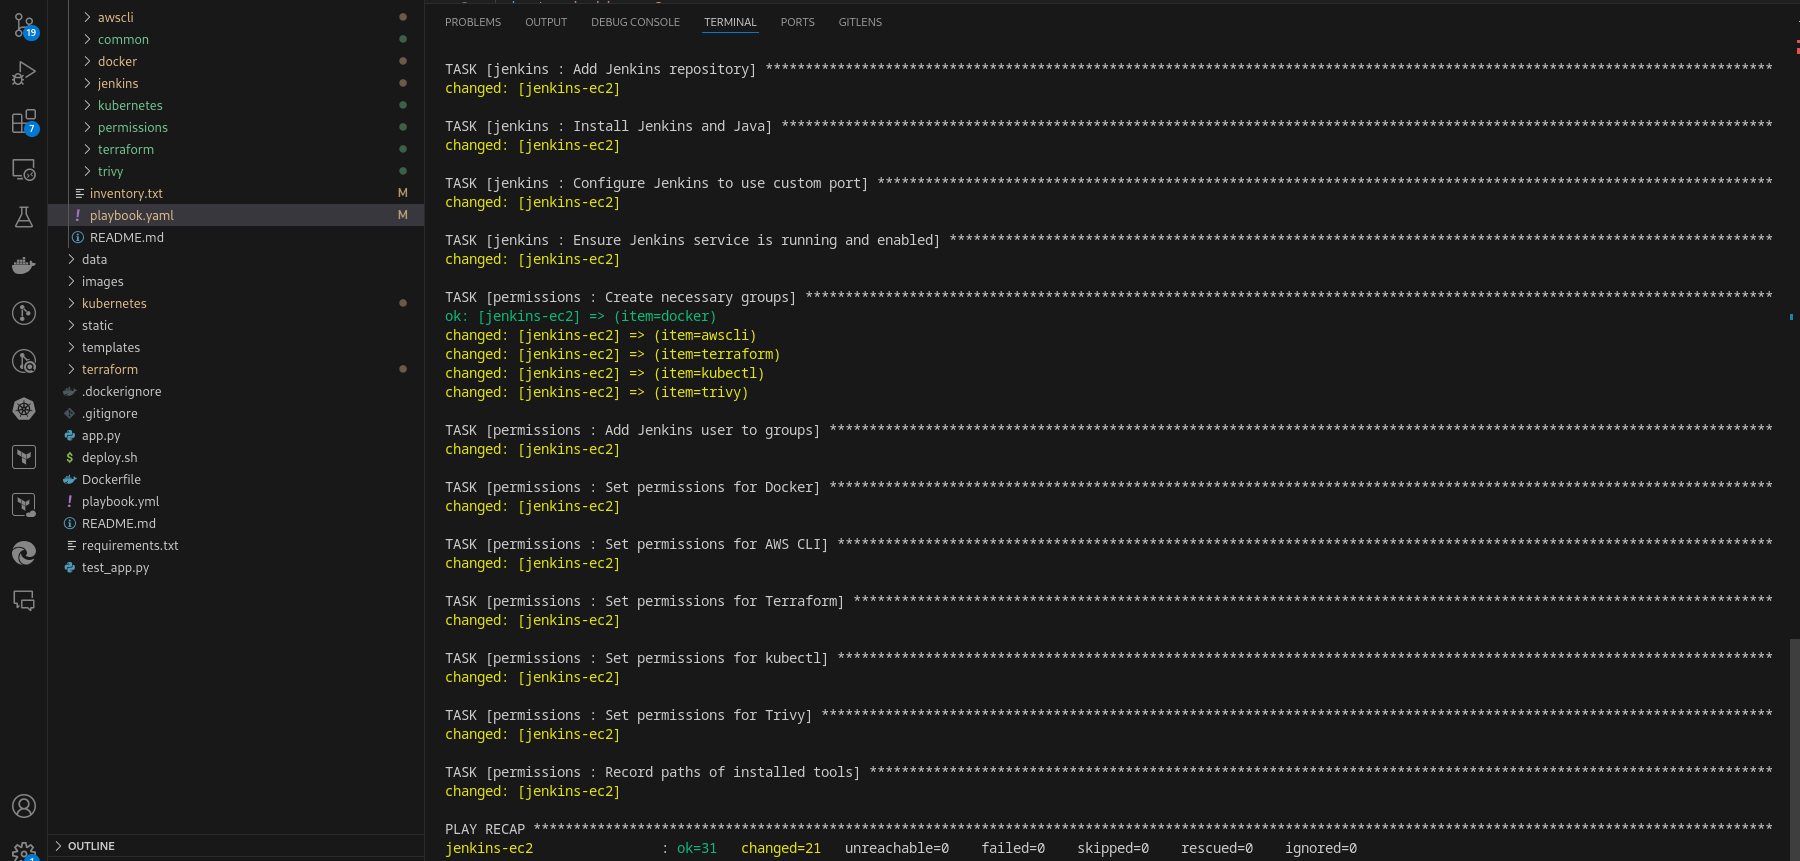 19
7
1
awscli
common
docker
jenkins
kubernetes
permissions
terraform
trivy
inventory.txt M
! playbook.yaml M
README.md
data
images
kubernetes
static
templates
terraform
.dockerignore
.gitignore
app.py
$ deploy.sh
Dockerfile
! playbook.yml
README.md
requirements.txt
test_app.py
OUTLINE
PROBLEMS OUTPUT DEBUG CONSOLE TERMINAL PORTS GITLENS
TASK [jenkins : Add Jenkins repository] ******************************************************************************************************************************
changed: [jenkins-ec2]
TASK [jenkins : Install Jenkins and Java] ****************************************************************************************************************************
changed: [jenkins-ec2]
TASK [jenkins : Configure Jenkins to use custom port] ****************************************************************************************************************
changed: [jenkins-ec2]
TASK [jenkins : Ensure Jenkins service is running and enabled] *******************************************************************************************************
changed: [jenkins-ec2]
TASK [permissions : Create necessary groups] *************************************************************************************************************************
ok: [jenkins-ec2] => (item=docker)
changed: [jenkins-ec2] => (item=awscli)
changed: [jenkins-ec2] => (item=terraform)
changed: [jenkins-ec2] => (item=kubectl)
changed: [jenkins-ec2] => (item=trivy)
TASK [permissions : Add Jenkins user to groups] **********************************************************************************************************************
changed: [jenkins-ec2]
TASK [permissions : Set permissions for Docker] **********************************************************************************************************************
changed: [jenkins-ec2]
TASK [permissions : Set permissions for AWS CLI] *********************************************************************************************************************
changed: [jenkins-ec2]
TASK [permissions : Set permissions for Terraform] *******************************************************************************************************************
changed: [jenkins-ec2]
TASK [permissions : Set permissions for kubectl] *********************************************************************************************************************
changed: [jenkins-ec2]
TASK [permissions : Set permissions for Trivy] ***********************************************************************************************************************
changed: [jenkins-ec2]
TASK [permissions : Record paths of installed tools] *****************************************************************************************************************
changed: [jenkins-ec2]
PLAY RECAP ***********************************************************************************************************************************************************
jenkins-ec2 : ok=31 changed=21 unreachable=0 failed=0 skipped=0 rescued=0 ignored=0